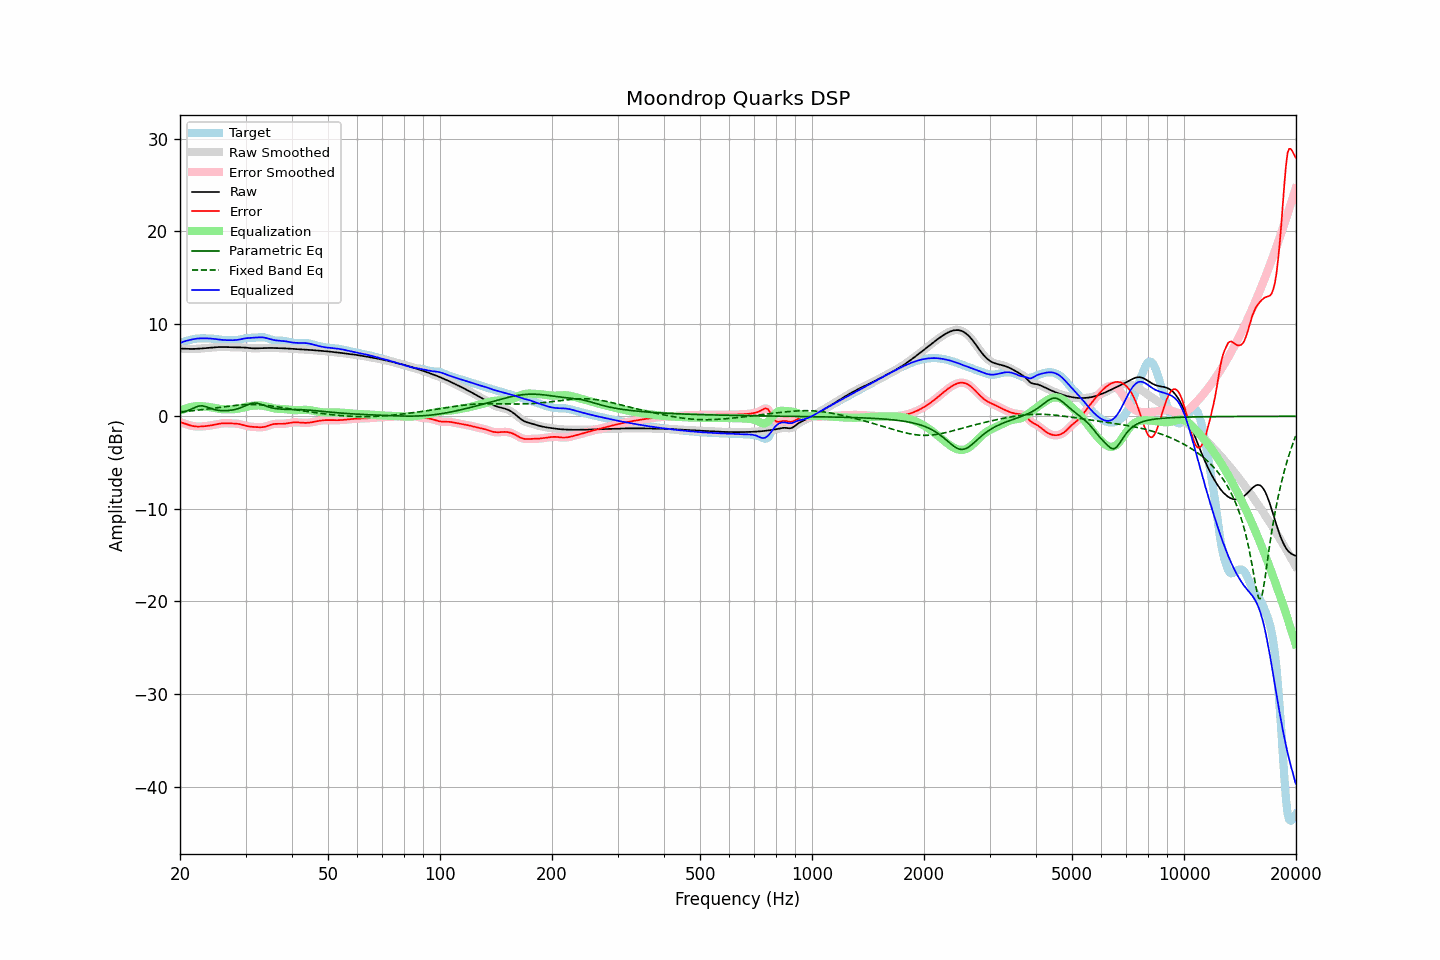 Moondrop Quarks DSP
Target
Raw Smoothed
Error Smoothed
Raw
Error
Equalization
Parametric Eq
Fixed Band Eq
Equalized
30
20
10
0
−10
−20
−30
−40
Amplitude (dBr)
20 50 100 200 500 1000 2000 5000 10000 20000
Frequency (Hz)